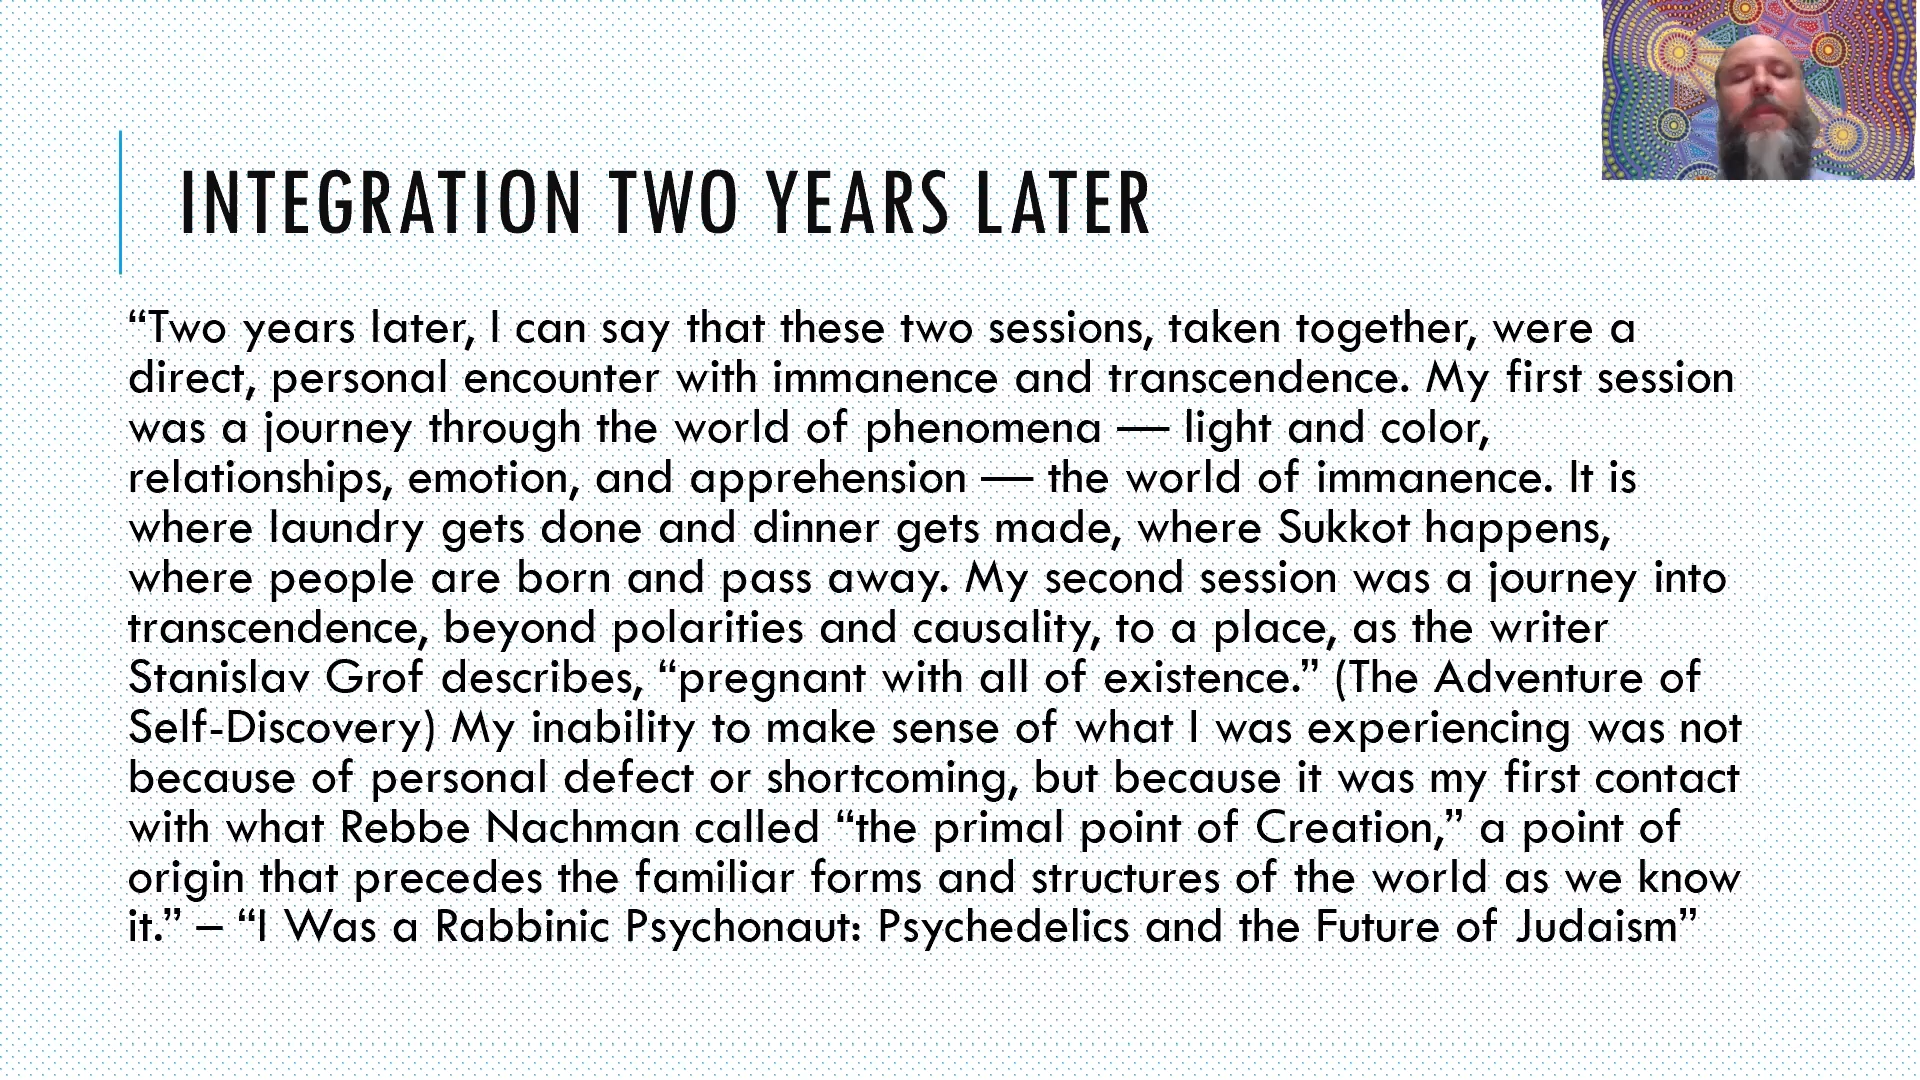 INTEGRATION TWO YEARS LATER
“Two years later, I can say that these two sessions, taken together, were a
direct, personal encounter with immanence and transcendence. My first session
was a journey through the world of phenomena — light and color,
relationships, emotion, and apprehension — the world of immanence. It is
where laundry gets done and dinner gets made, where Sukkot happens,
where people are born and pass away. My second session was a journey into
transcendence, beyond polarities and causality, to a place, as the writer
Stanislav Grof describes, “pregnant with all of existence.” (The Adventure of
Self-Discovery) My inability to make sense of what I was experiencing was not
because of personal defect or shortcoming, but because it was my first contact
with what Rebbe Nachman called “the primal point of Creation,” a point of
origin that precedes the familiar forms and structures of the world as we know
it.” – “I Was a Rabbinic Psychonaut: Psychedelics and the Future of Judaism”